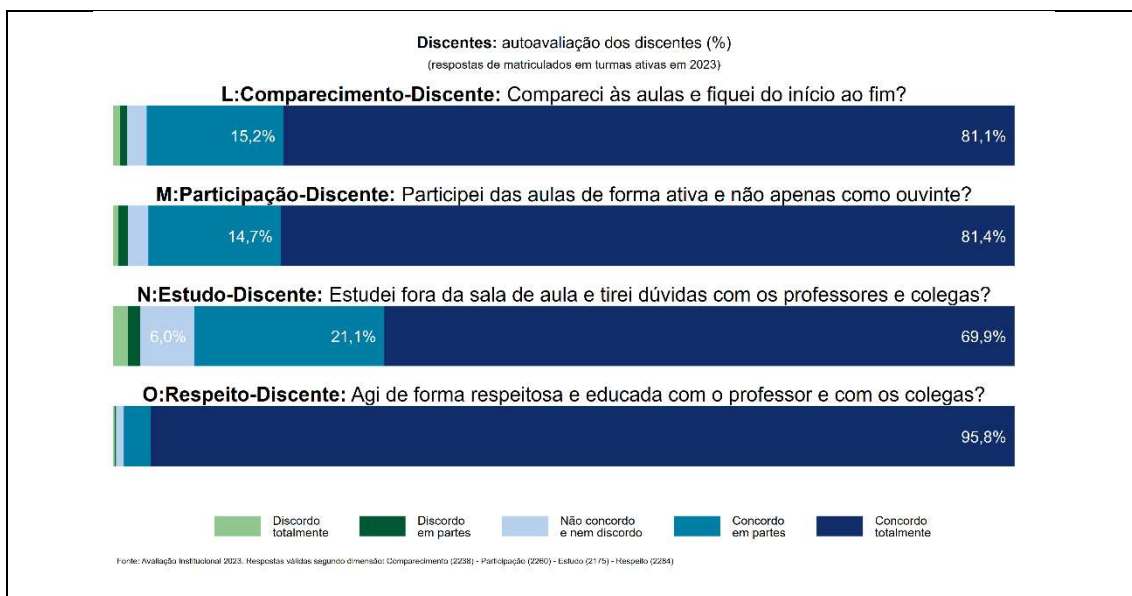 Discentes: autoavaliação dos discentes (%)
(respostas de matriculados em turmas ativas em 2023)
L:Comparecimento-Discente: Compareci às aulas e fiquei do início ao fim?
15,2% 81,1%
M:Participação-Discente: Participei das aulas de forma ativa e não apenas como ouvinte?
14,7% 81,4%
N:Estudo-Discente: Estudei fora da sala de aula e tirei dúvidas com os professores e colegas?
6,0% 21,1% 69,9%
O:Respeito-Discente: Agi de forma respeitosa e educada com o professor e com os colegas?
95,8%
Discordo totalmente
Discordo em partes
Não concordo e nem discordo
Concordo em partes
Concordo totalmente
Fonte: Avaliação Institucional 2023. Respostas válidas segundo dimensão: Comparecimento (2238) - Participação (2260) - Estudo (2175) - Respeito (2284)